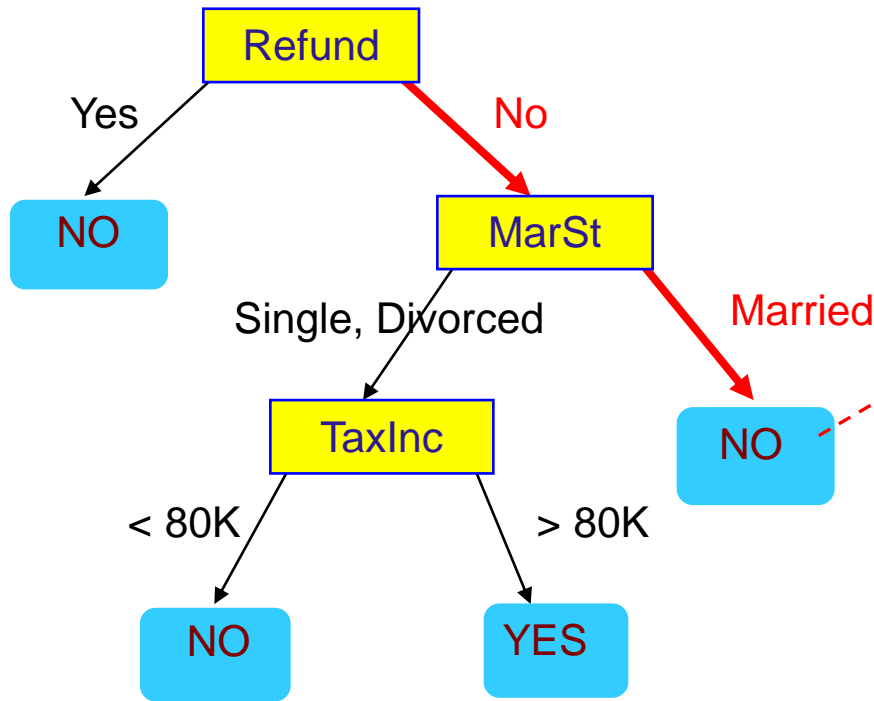 Refund
Yes
No
NO
MarSt
Single, Divorced
Married
TaxInc
NO
< 80K
> 80K
NO
YES